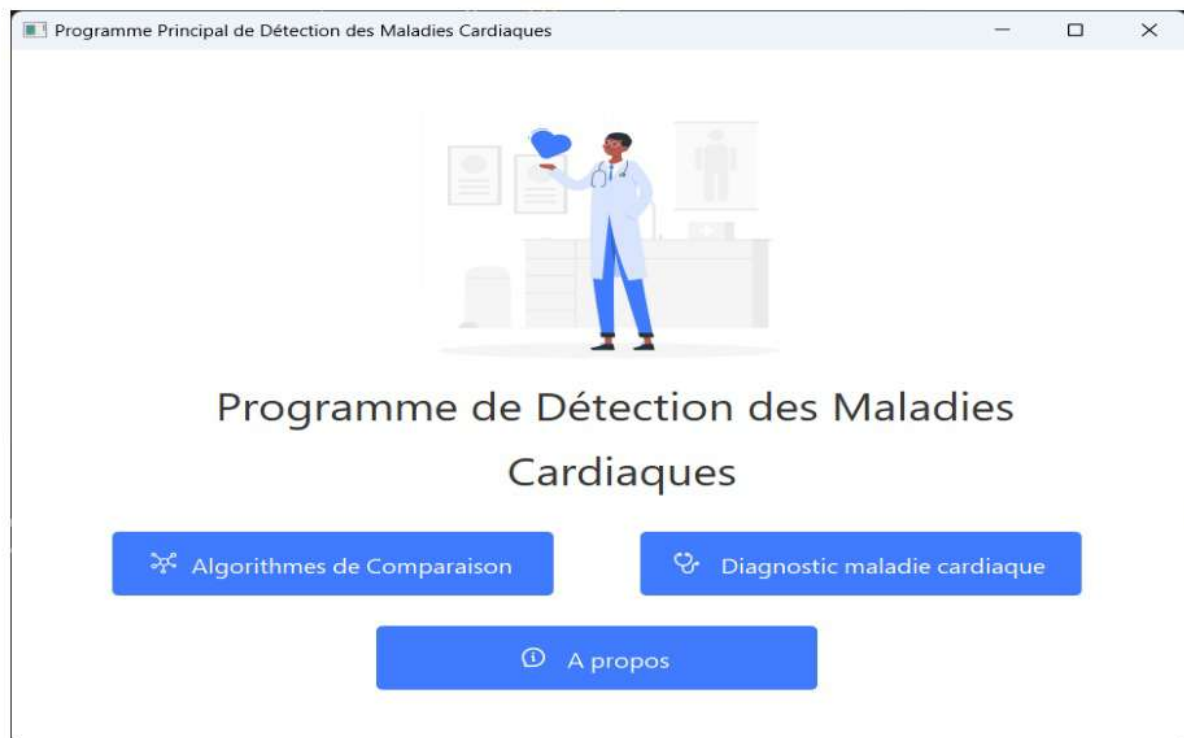 Programme Principal de Détection des Maladies Cardiaques
Programme de Détection des Maladies
Cardiaques
Algorithmes de Comparaison
Diagnostic maladie cardiaque
A propos